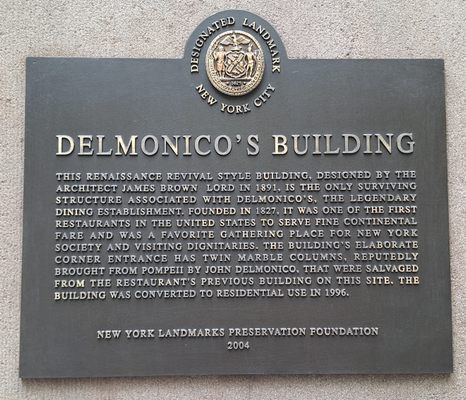 DESIGNATED LANDMARK
NEW YORK CITY
DELMONICO'S BUILDING
THIS RENAISSANCE REVIVAL STYLE BUILDING, DESIGNED BY THE
ARCHITECT JAMES BROWN LORD IN 1891, IS THE ONLY SURVIVING
STRUCTURE ASSOCIATED WITH DELMONICO'S, THE LEGENDARY
DINING ESTABLISHMENT. FOUNDED IN 1827, IT WAS ONE OF THE FIRST
RESTAURANTS IN THE UNITED STATES TO SERVE FINE CONTINENTAL
FARE AND WAS A FAVORITE GATHERING PLACE FOR NEW YORK
SOCIETY AND VISITING DIGNITARIES. THE BUILDING'S ELABORATE
CORNER ENTRANCE HAS TWIN MARBLE COLUMNS, REPUTEDLY
BROUGHT FROM POMPEII BY JOHN DELMONICO, THAT WERE SALVAGED
FROM THE RESTAURANT'S PREVIOUS BUILDING ON THIS SITE. THE
BUILDING WAS CONVERTED TO RESIDENTIAL USE IN 1996.
NEW YORK LANDMARKS PRESERVATION FOUNDATION
2004